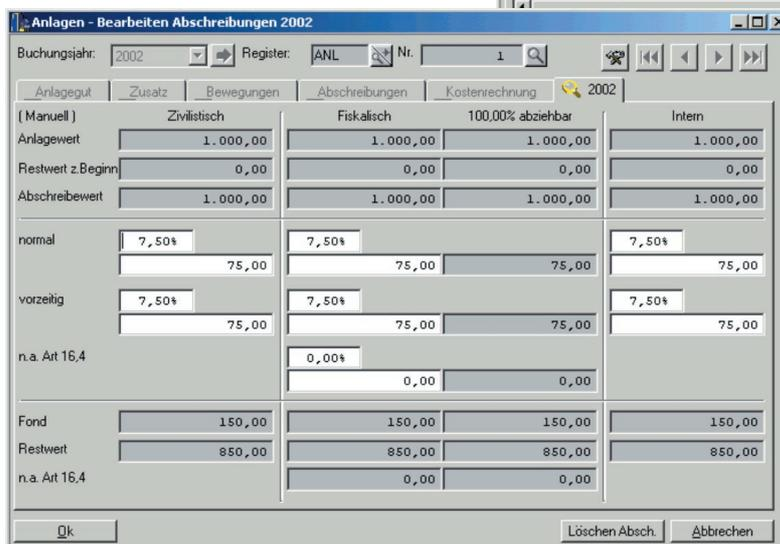 Anlagen - Bearbeiten Abschreibungen 2002
Buchungsjahr: 2002 Register: ANL Nr. 1
Anlagegut Zusatz Bewegungen Abschreibungen Kostenrechnung 2002
( Manuell ) Zivilistisch Fiskalisch 100,00% abziehbar Intern
Anlagewert 1.000,00 1.000,00 1.000,00 1.000,00
Restwert z.Beginn 0,00 0,00 0,00 0,00
Abschreibewert 1.000,00 1.000,00 1.000,00 1.000,00
normal 7,50% 7,50% 7,50%
75,00 75,00 75,00 75,00
vorzeitig 7,50% 7,50% 7,50%
75,00 75,00 75,00 75,00
n.a. Art 16,4 0,00%
0,00 0,00
Fond 150,00 150,00 150,00 150,00
Restwert 850,00 850,00 850,00 850,00
n.a. Art 16,4 0,00 0,00
Ok Löschen Absch. Abbrechen